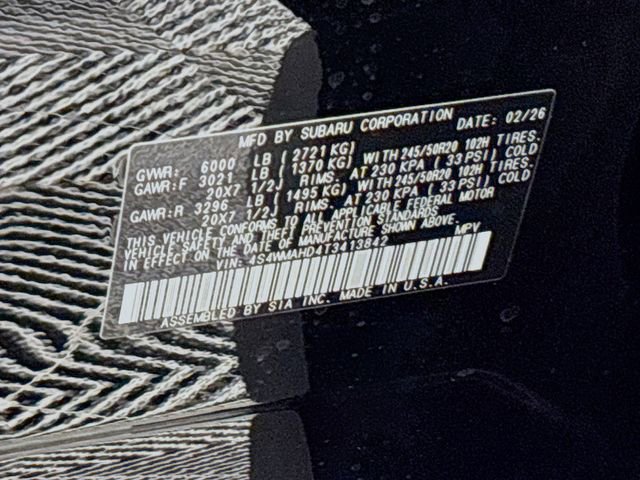 MFD BY SUBARU CORPORATION DATE: 02/26
GVWR: 6000 LB ( 2721 KG)
GAWR:F 3021 LB ( 1370 KG) WITH 245/50R20 102H TIRES.
20X7 1/2J RIMS. AT 230 KPA ( 33 PSI) COLD
GAWR:R 3296 LB ( 1495 KG) WITH 245/50R20 102H TIRES.
20X7 1/2J RIMS. AT 230 KPA ( 33 PSI) COLD
THIS VEHICLE CONFORMS TO ALL APPLICABLE FEDERAL MOTOR
VEHICLE SAFETY AND THEFT PREVENTION STANDARDS
IN EFFECT ON THE DATE OF MANUFACTURE SHOWN ABOVE.
VIN: 4S4WMAHD4T3413842 MPV
ASSEMBLED BY SIA INC. MADE IN U.S.A.